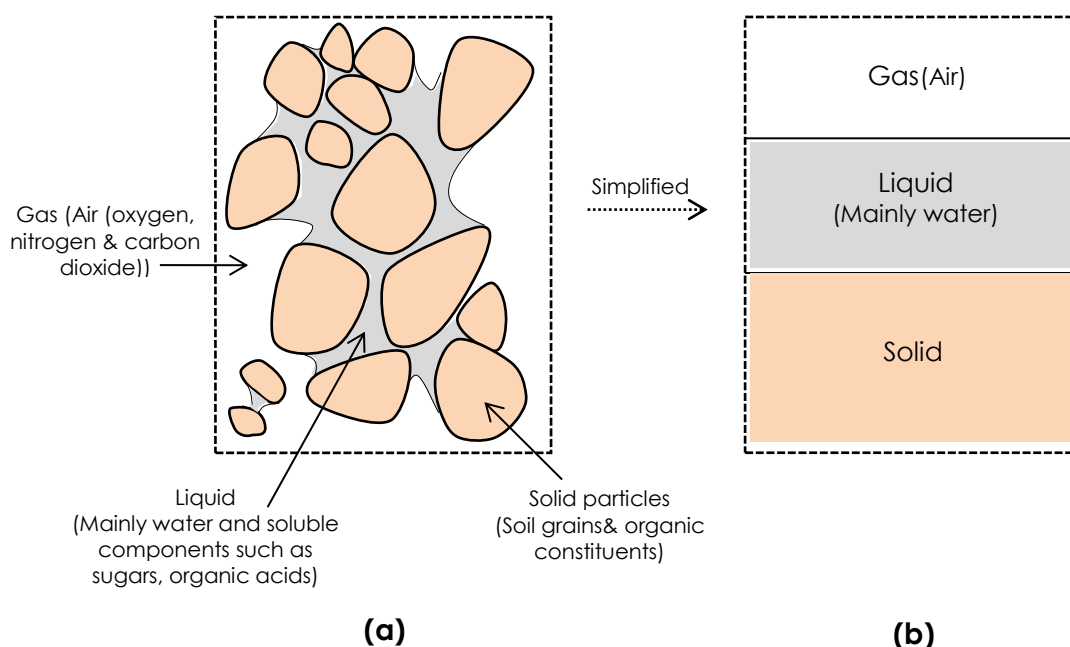 Gas(Air)
Liquid
(Mainly water)
Solid
Simplified
Gas (Air (oxygen,
nitrogen & carbon
dioxide))
Liquid
(Mainly water and soluble
components such as
sugars, organic acids)
Solid particles
(Soil grains& organic
constituents)
(a)
(b)